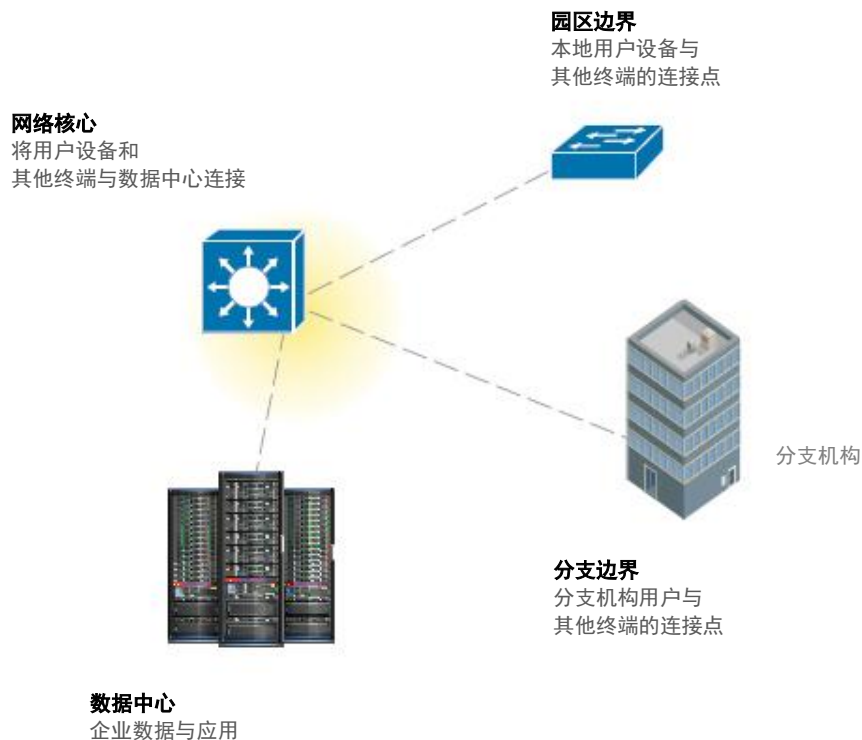 园区边界
本地用户设备与
其他终端的连接点
网络核心
将用户设备和
其他终端与数据中心连接
分支机构
分支边界
分支机构用户与
其他终端的连接点
数据中心
企业数据与应用